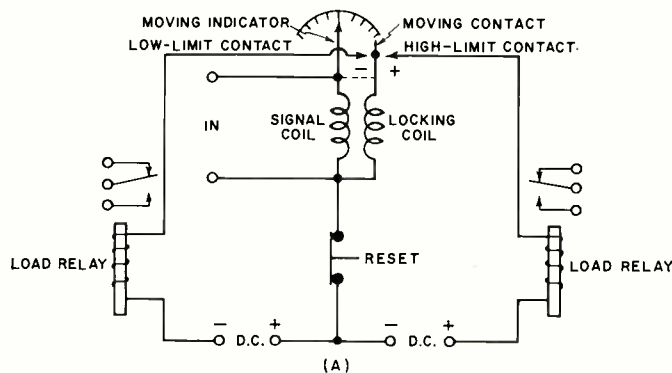 MOVING INDICATOR
MOVING CONTACT
LOW-LIMIT CONTACT
HIGH-LIMIT CONTACT
- +
IN
SIGNAL COIL
LOCKING COIL
LOAD RELAY
RESET
LOAD RELAY
- D.C. +
- D.C. +
(A)